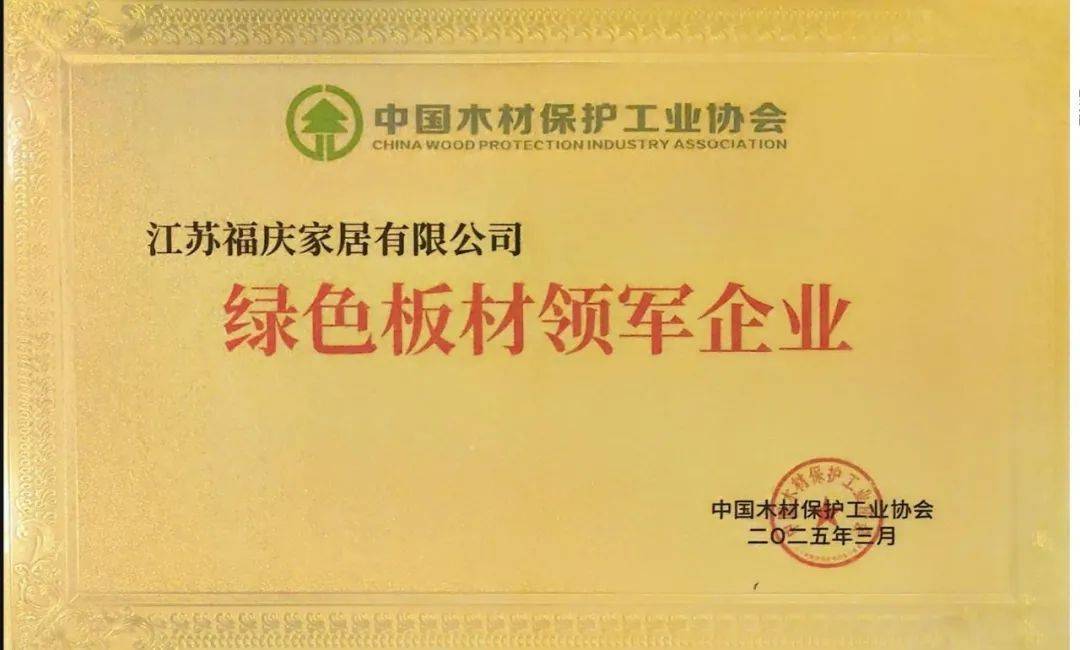 中国木材保护工业协会
CHINA WOOD PROTECTION INDUSTRY ASSOCIATION
江苏福庆家居有限公司
绿色板材领军企业
中国木材保护工业协会
二〇二五年三月